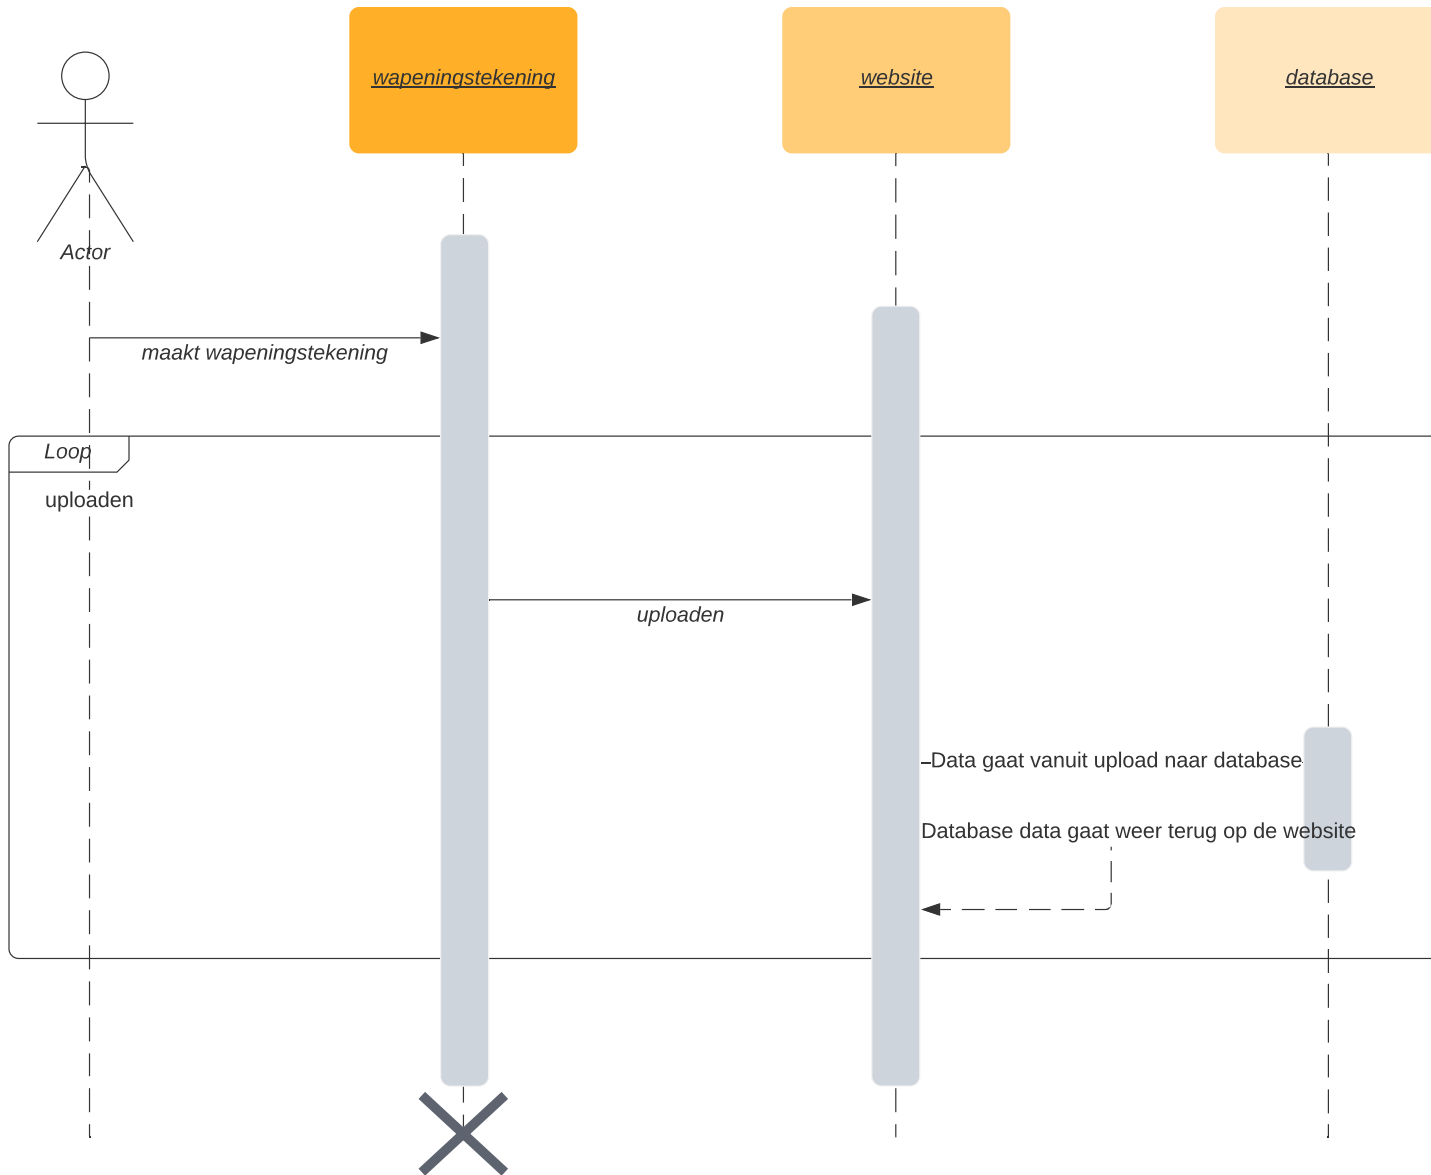 wapeningstekening
website
database
Actor
maakt wapeningstekening
Loop
uploaden
uploaden
Data gaat vanuit upload naar database
Database data gaat weer terug op de website